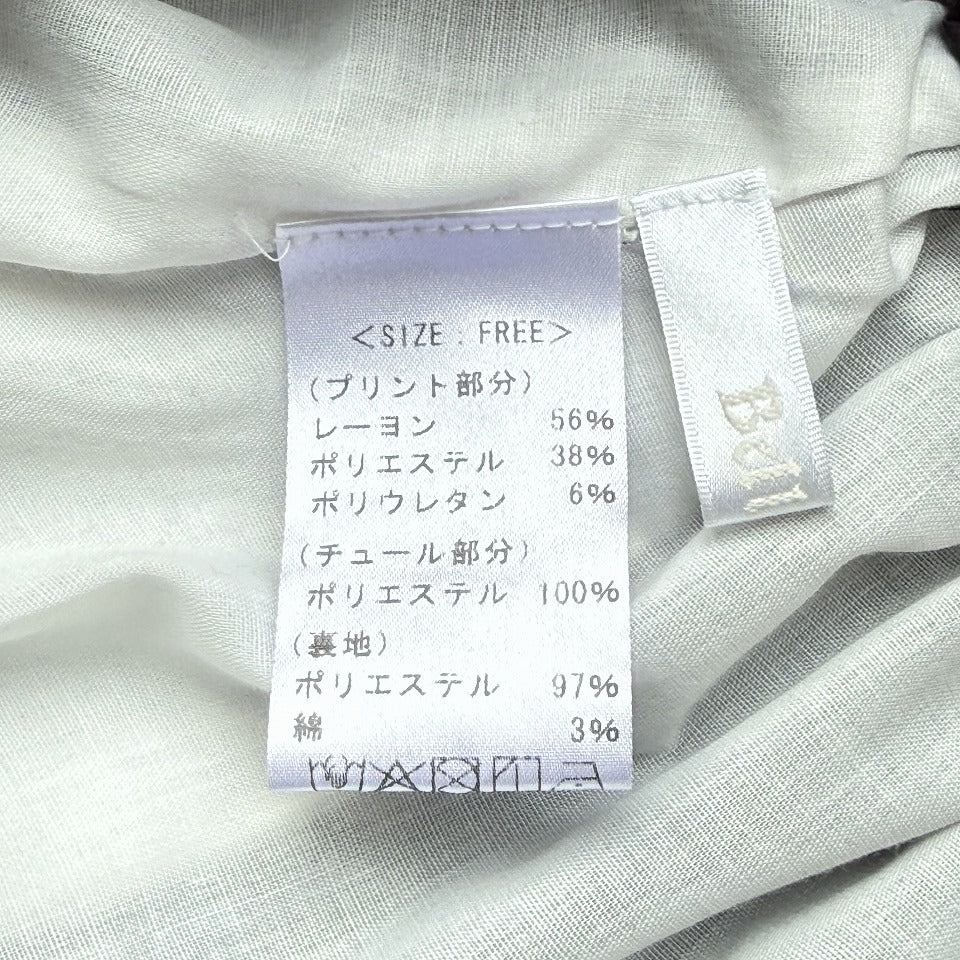 <SIZE : FREE>
(プリント部分)
レーヨン 56%
ポリエステル 38%
ポリウレタン 6%
(チュール部分)
ポリエステル 100%
(裏地)
ポリエステル 97%
綿 3%